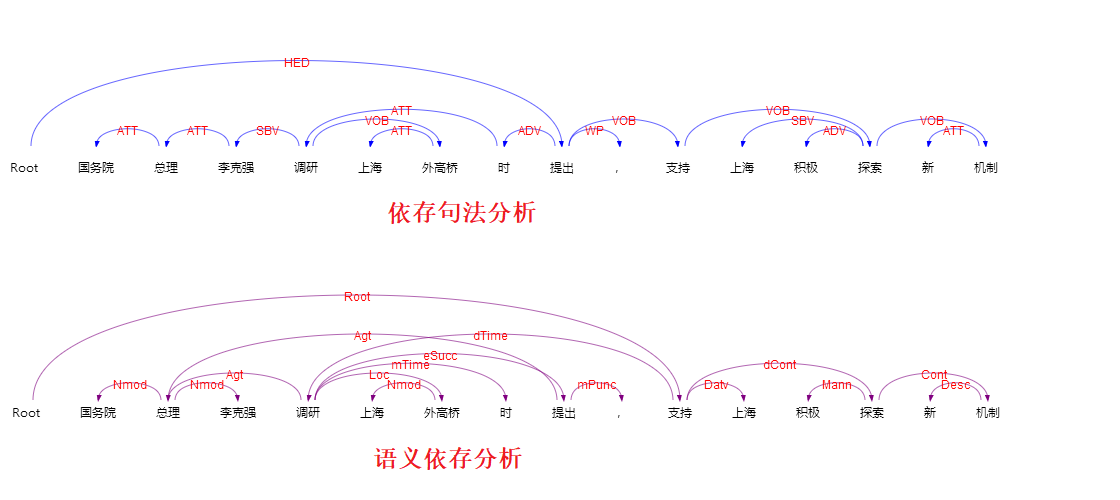 HED
ATT
VOB VOB
VOB SBV VOB
ATT ATT SBV ATT ADV WP ADV ATT
Root 国务院 总理 李克强 调研 上海 外高桥 时 提出 , 支持 上海 积极 探索 新 机制
依存句法分析
Root
Agt dTime
eSucc
mTime dCont
Agt Loc Cont
Nmod Nmod Nmod mPunc Datv Mann Desc
Root 国务院 总理 李克强 调研 上海 外高桥 时 提出 , 支持 上海 积极 探索 新 机制
语义依存分析